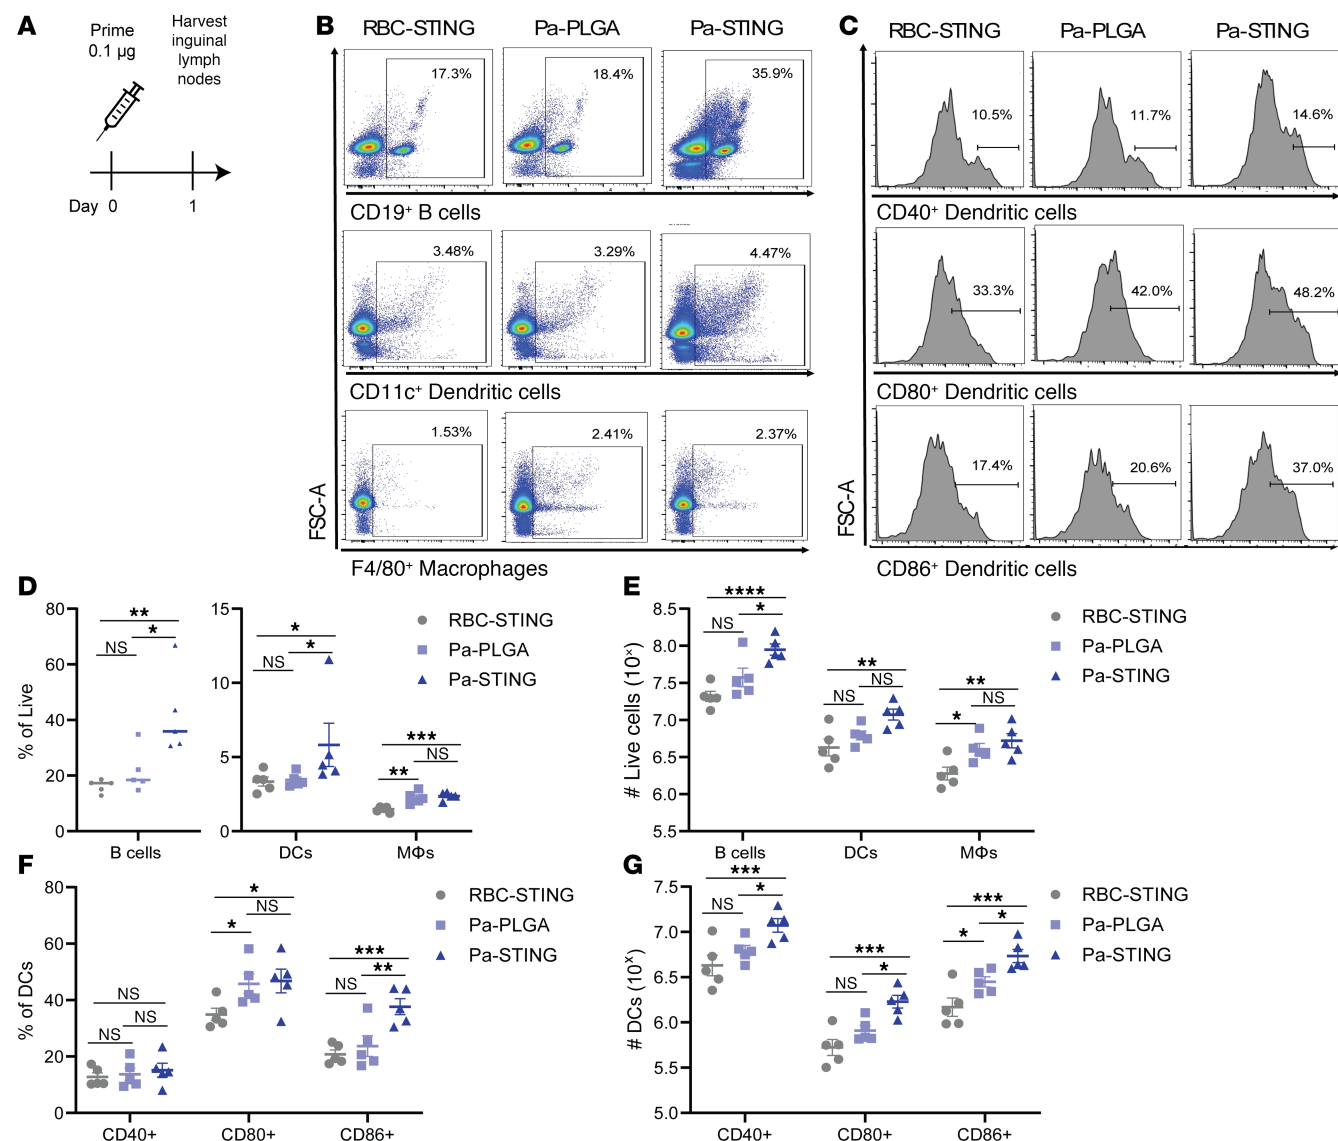 A
Prime
0.1 µg
Harvest
inguinal
lymph
nodes
Day 0 1
B
RBC-STING Pa-PLGA Pa-STING
17.3% 18.4% 35.9%
CD19⁺ B cells
3.48% 3.29% 4.47%
CD11c⁺ Dendritic cells
1.53% 2.41% 2.37%
FSC-A
F4/80⁺ Macrophages
C
RBC-STING Pa-PLGA Pa-STING
10.5% 11.7% 14.6%
CD40⁺ Dendritic cells
33.3% 42.0% 48.2%
CD80⁺ Dendritic cells
17.4% 20.6% 37.0%
FSC-A
CD86⁺ Dendritic cells
D
% of Live
80
60
40
20
0
** 
NS *
B cells
15
10
5
0
*
NS *
***
** NS
DCs MΦs
RBC-STING
Pa-PLGA
Pa-STING
E
# Live cells (10ˣ)
8.5
8.0
7.5
7.0
6.5
6.0
5.5
****
NS *
**
NS NS
**
* NS
B cells DCs MΦs
RBC-STING
Pa-PLGA
Pa-STING
F
% of DCs
80
60
40
20
0
NS
NS NS
*
* NS
***
NS **
CD40+ CD80+ CD86+
RBC-STING
Pa-PLGA
Pa-STING
G
# DCs (10ˣ)
7.5
7.0
6.5
6.0
5.5
5.0
***
NS *
***
NS *
***
* *
CD40+ CD80+ CD86+
RBC-STING
Pa-PLGA
Pa-STING